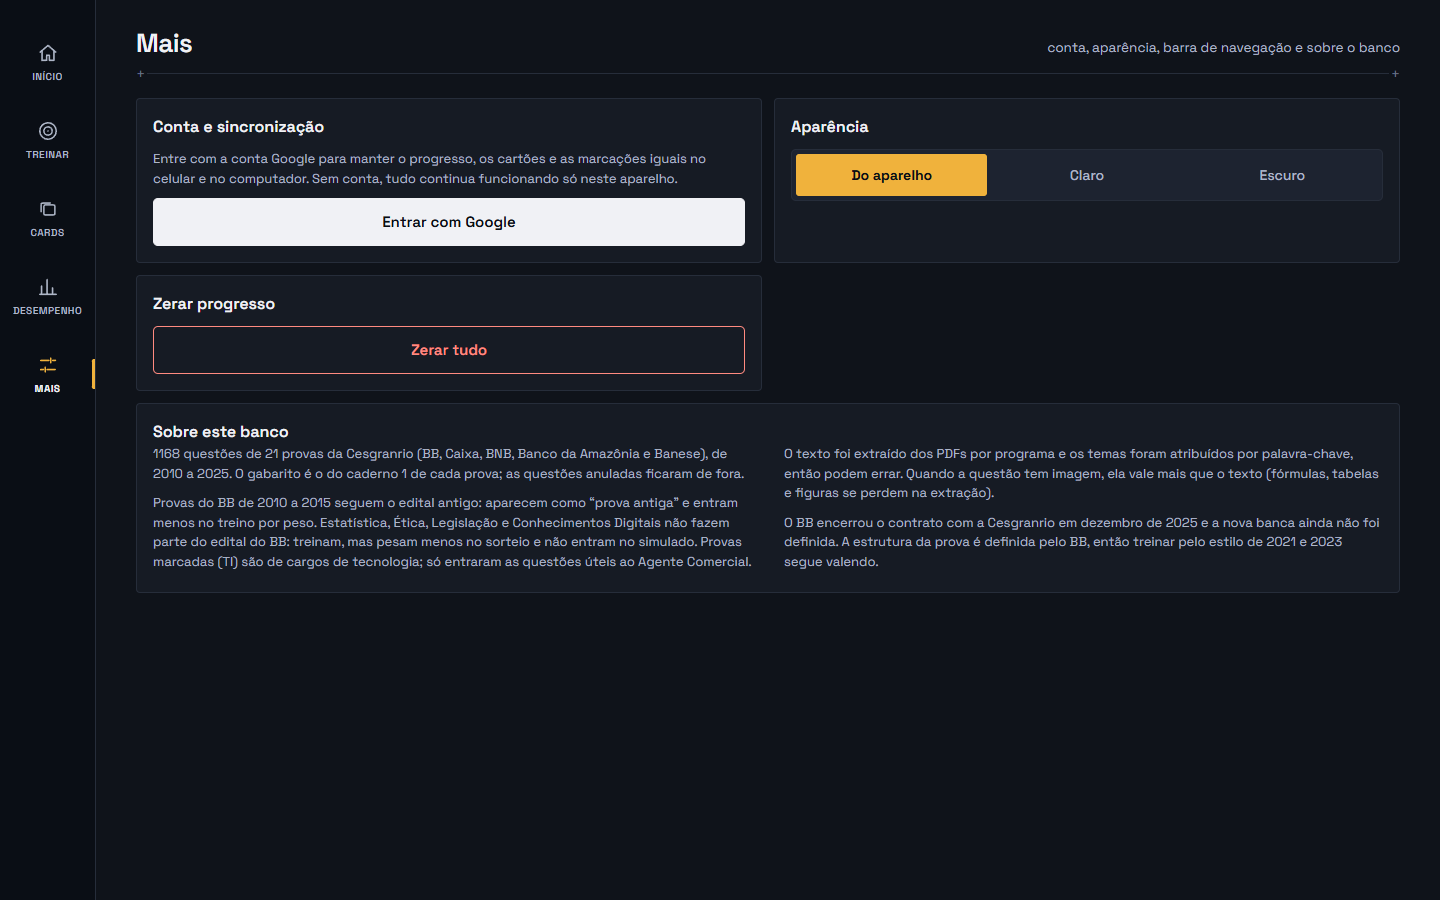 INÍCIO
TREINAR
CARDS
DESEMPENHO
MAIS
Mais
conta, aparência, barra de navegação e sobre o banco
Conta e sincronização
Entre com a conta Google para manter o progresso, os cartões e as marcações iguais no
celular e no computador. Sem conta, tudo continua funcionando só neste aparelho.
Entrar com Google
Aparência
Do aparelho
Claro
Escuro
Zerar progresso
Zerar tudo
Sobre este banco
1168 questões de 21 provas da Cesgranrio (BB, Caixa, BNB, Banco da Amazônia e Banese), de
2010 a 2025. O gabarito é o do caderno 1 de cada prova; as questões anuladas ficaram de fora.
Provas do BB de 2010 a 2015 seguem o edital antigo: aparecem como “prova antiga” e entram
menos no treino por peso. Estatística, Ética, Legislação e Conhecimentos Digitais não fazem
parte do edital do BB: treinam, mas pesam menos no sorteio e não entram no simulado. Provas
marcadas (TI) são de cargos de tecnologia; só entraram as questões úteis ao Agente Comercial.
O texto foi extraído dos PDFs por programa e os temas foram atribuídos por palavra-chave,
então podem errar. Quando a questão tem imagem, ela vale mais que o texto (fórmulas, tabelas
e figuras se perdem na extração).
O BB encerrou o contrato com a Cesgranrio em dezembro de 2025 e a nova banca ainda não foi
definida. A estrutura da prova é definida pelo BB, então treinar pelo estilo de 2021 e 2023
segue valendo.